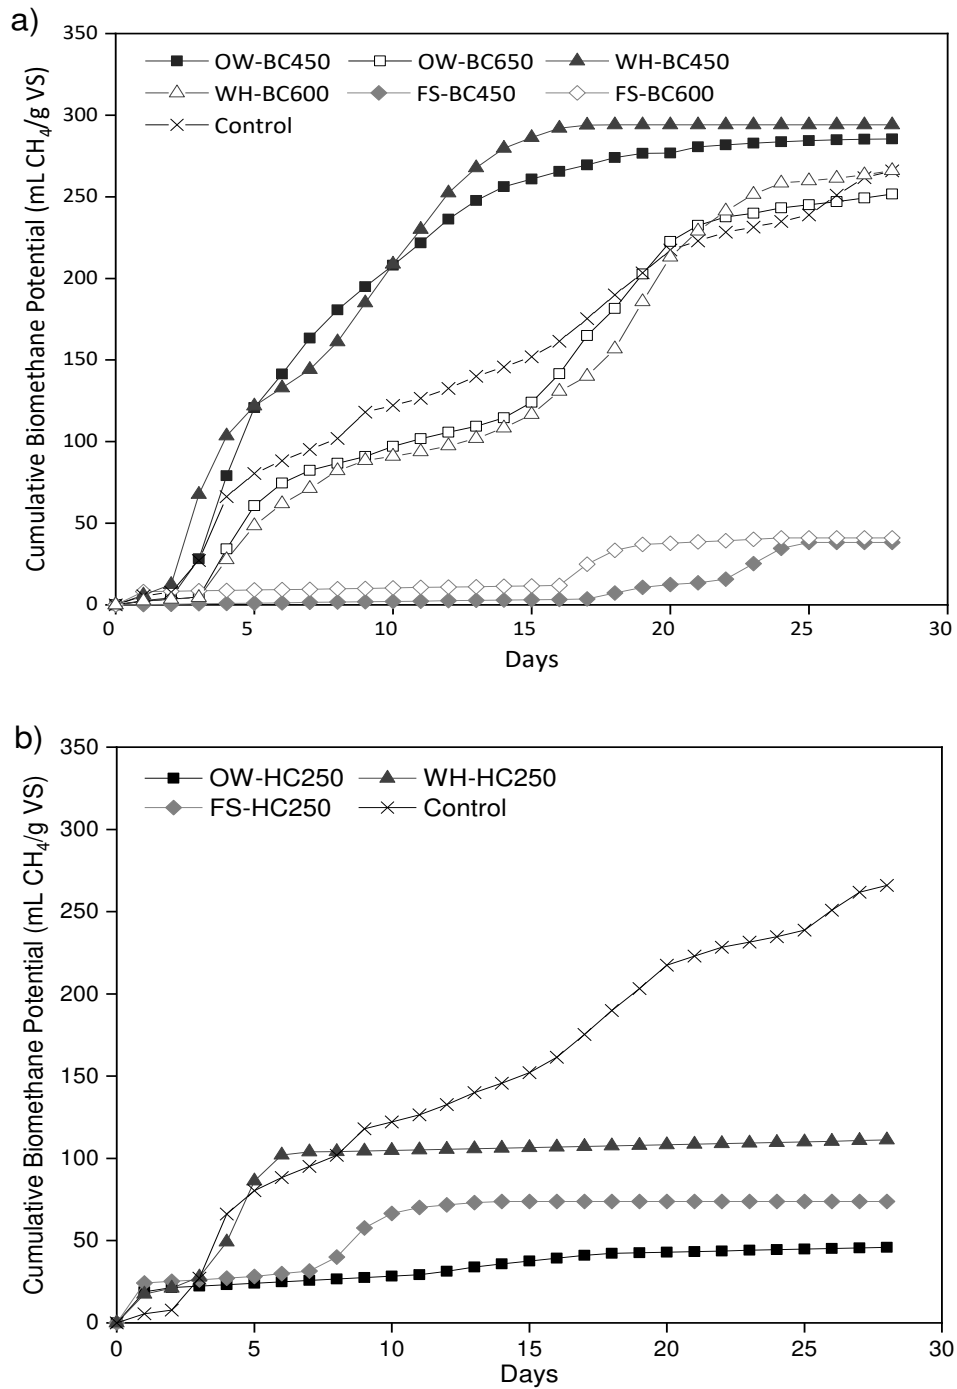 a)
350
300
250
200
150
100
50
0
Cumulative Biomethane Potential (mL CH₄/g VS)
OW-BC450 OW-BC650 WH-BC450
WH-BC600 FS-BC450 FS-BC600
Control
0 5 10 15 20 25 30
Days
b)
350
300
250
200
150
100
50
0
Cumulative Biomethane Potential (mL CH₄/g VS)
OW-HC250 WH-HC250
FS-HC250 Control
0 5 10 15 20 25 30
Days